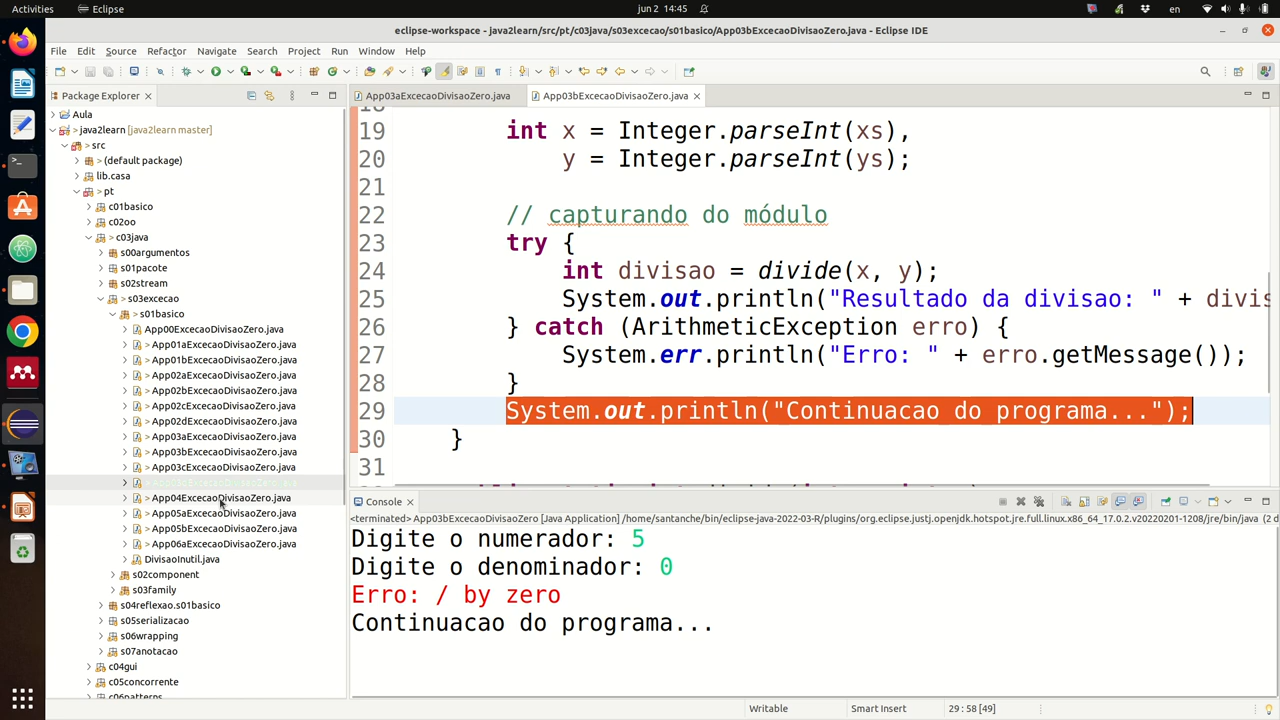 Activities
Eclipse
jun 2 14:45
en
eclipse-workspace - java2learn/src/pt/c03java/s03excecao/s01basico/App03bExcecaoDivisaoZero.java - Eclipse IDE
File Edit Source Refactor Navigate Search Project Run Window Help
Package Explorer
App03aExcecaoDivisaoZero.java
App03bExcecaoDivisaoZero.java
Aula
> java2learn [java2learn master]
> src
> (default package)
lib.casa
> pt
c01basico
c02oo
> c03java
s00argumentos
s01pacote
s02stream
> s03excecao
> s01basico
> App00ExcecaoDivisaoZero.java
> App01aExcecaoDivisaoZero.java
> App01bExcecaoDivisaoZero.java
> App02aExcecaoDivisaoZero.java
> App02bExcecaoDivisaoZero.java
> App02cExcecaoDivisaoZero.java
> App02dExcecaoDivisaoZero.java
> App03aExcecaoDivisaoZero.java
> App03bExcecaoDivisaoZero.java
> App03cExcecaoDivisaoZero.java
> App04ExcecaoDivisaoZero.java
> App05aExcecaoDivisaoZero.java
> App05bExcecaoDivisaoZero.java
> App06aExcecaoDivisaoZero.java
DivisaoInutil.java
s02component
s03family
s04reflexao.s01basico
s05serializacao
s06wrapping
s07anotacao
c04gui
c05concorrente
c06patterns
18
19 int x = Integer.parseInt(xs),
20 y = Integer.parseInt(ys);
21
22 // capturando do módulo
23 try {
24 int divisao = divide(x, y);
25 System.out.println("Resultado da divisao: " + divis
26 } catch (ArithmeticException erro) {
27 System.err.println("Erro: " + erro.getMessage());
28 }
29 System.out.println("Continuacao do programa...");
30 }
31
Console
<terminated> App03bExcecaoDivisaoZero [Java Application] /home/santanche/bin/eclipse-java-2022-03-R/plugins/org.eclipse.justj.openjdk.hotspot.jre.full.linux.x86_64_17.0.2.v20220201-1208/jre/bin/java (2 d
Digite o numerador: 5
Digite o denominador: 0
Erro: / by zero
Continuacao do programa...
Writable
Smart Insert
29 : 58 [49]